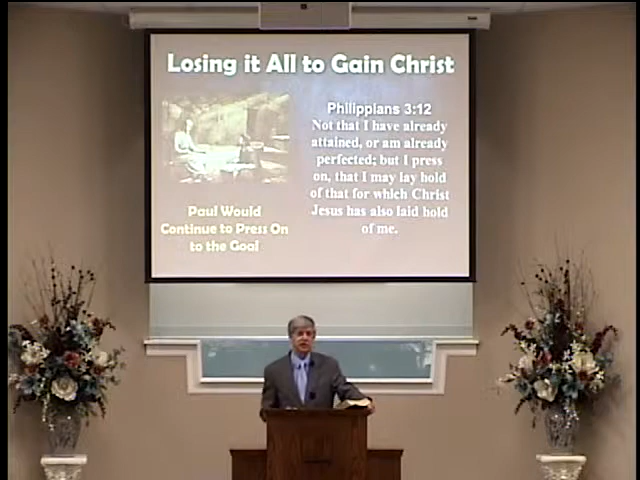 Losing it All to Gain Christ
Philippians 3:12
Not that I have already
attained, or am already
perfected; but I press
on, that I may lay hold
of that for which Christ
Jesus has also laid hold
of me.
Paul Would
Continue to Press On
to the Goal